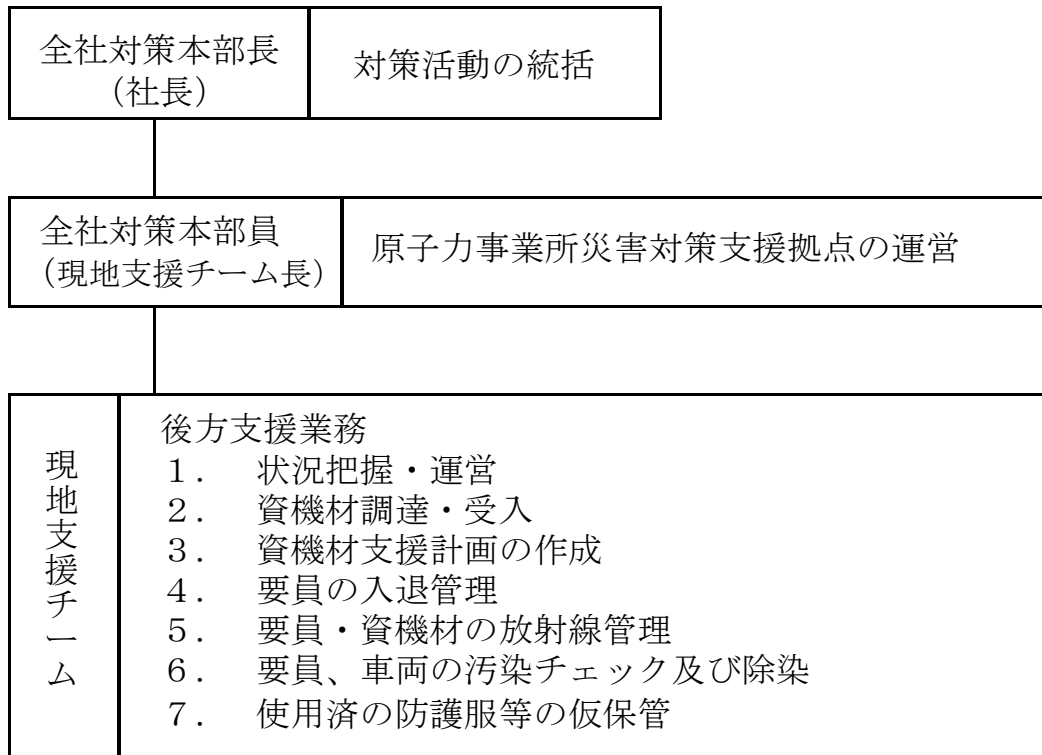 全社対策本部長
(社長)
対策活動の統括
全社対策本部員
(現地支援チーム長)
原子力事業所災害対策支援拠点の運営
現地支援チーム
後方支援業務
1. 状況把握・運営
2. 資機材調達・受入
3. 資機材支援計画の作成
4. 要員の入退管理
5. 要員・資機材の放射線管理
6. 要員、車両の汚染チェック及び除染
7. 使用済の防護服等の仮保管